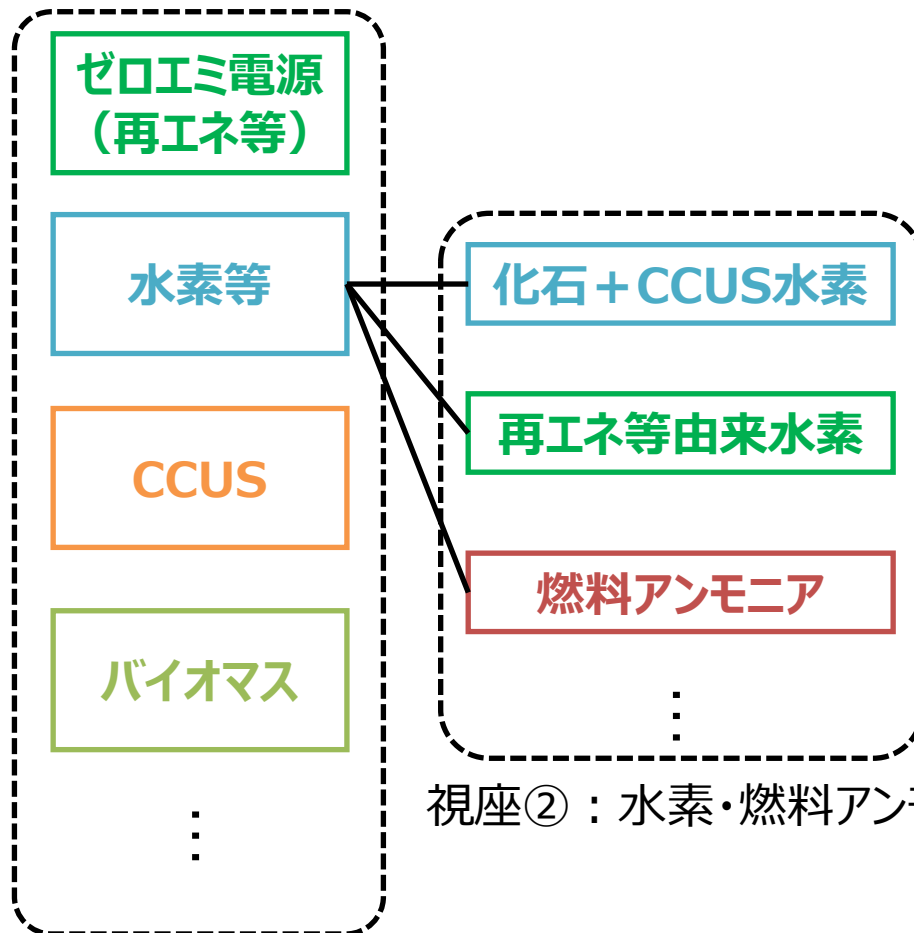 ゼロエミ電源
（再エネ等）
水素等
CCUS
バイオマス
⋮
化石＋CCUS水素
再エネ等由来水素
燃料アンモニア
⋮
視座②：水素・燃料アン